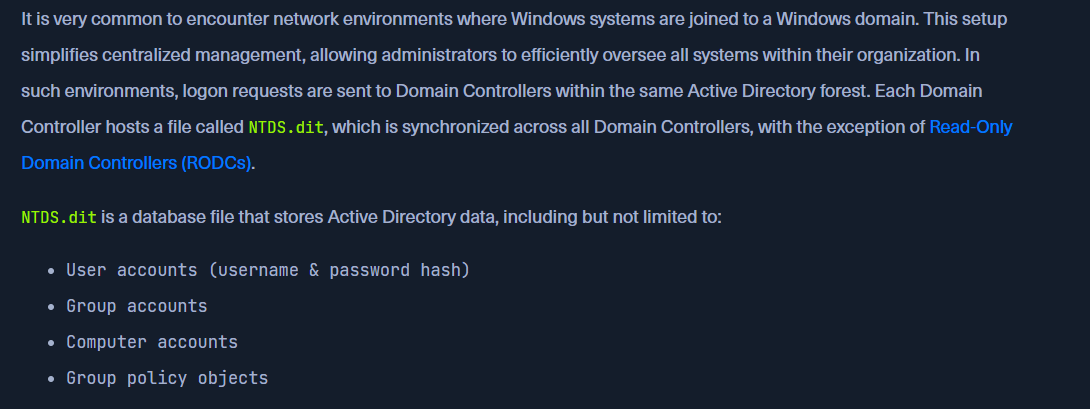 It is very common to encounter network environments where Windows systems are joined to a Windows domain. This setup
simplifies centralized management, allowing administrators to efficiently oversee all systems within their organization. In
such environments, logon requests are sent to Domain Controllers within the same Active Directory forest. Each Domain
Controller hosts a file called NTDS.dit, which is synchronized across all Domain Controllers, with the exception of Read-Only
Domain Controllers (RODCs).
NTDS.dit is a database file that stores Active Directory data, including but not limited to:
• User accounts (username & password hash)
• Group accounts
• Computer accounts
• Group policy objects